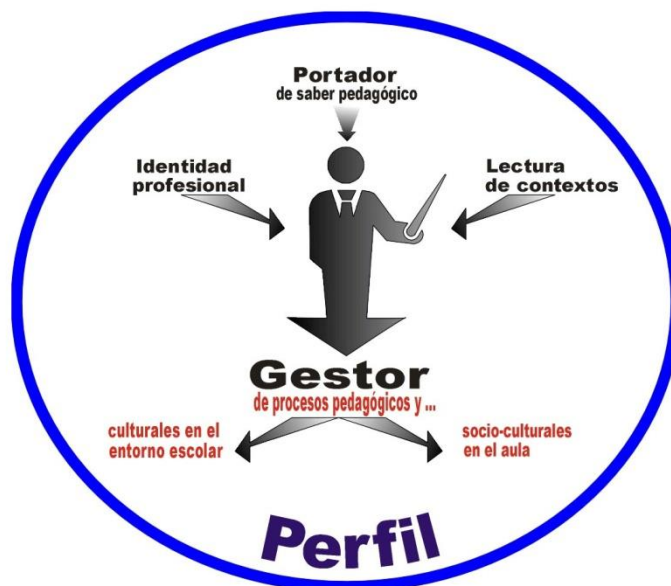 Portador
de saber pedagógico
Identidad
profesional
Lectura
de contextos
Gestor
de procesos pedagógicos y ...
culturales en el
entorno escolar
socio-culturales
en el aula
Perfil